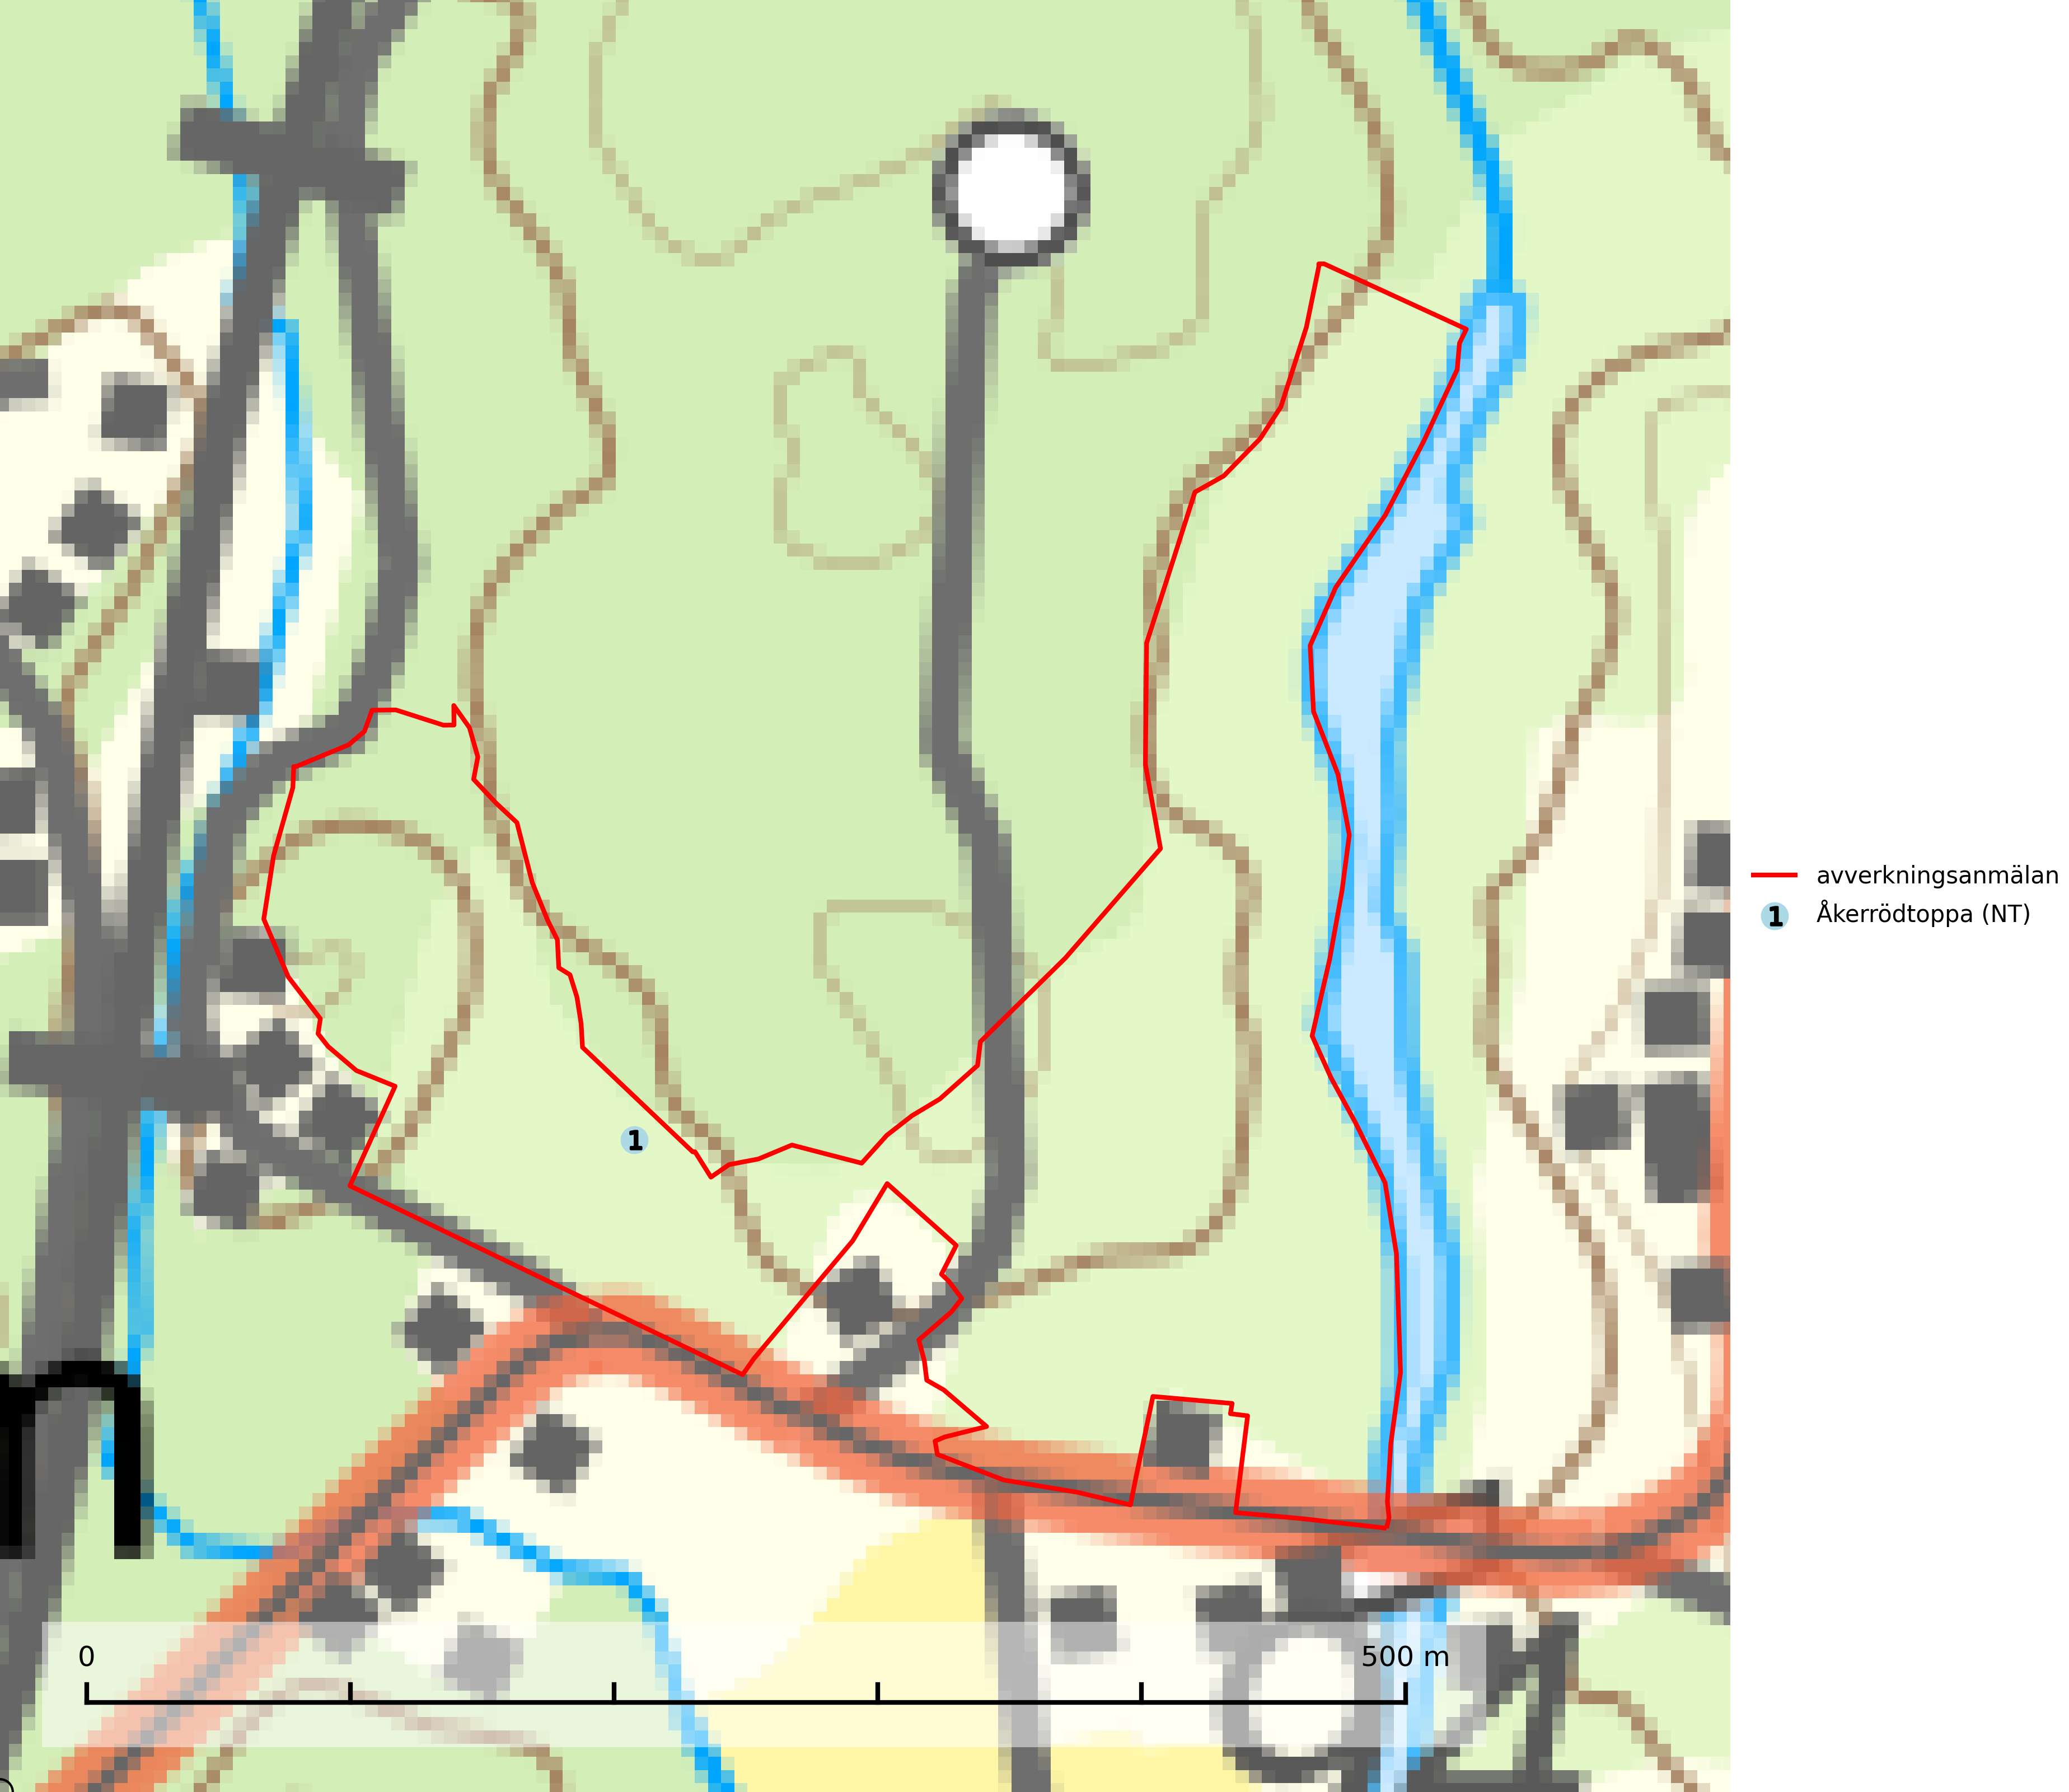 avverkningsanmälan
1 Åkerrödtoppa (NT)
1
0 500 m